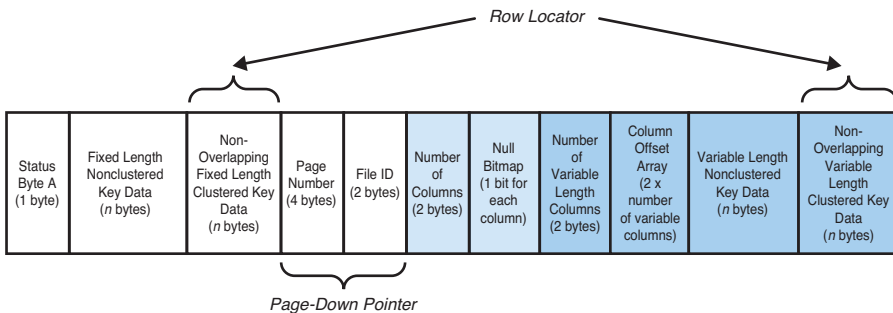 Row Locator
Status
Byte A
(1 byte)
Fixed Length
Nonclustered
Key Data
(n bytes)
Non-
Overlapping
Fixed Length
Clustered Key
Data
(n bytes)
Page
Number
(4 bytes)
File ID
(2 bytes)
Number
of
Columns
(2 bytes)
Null
Bitmap
(1 bit for
each
column)
Number
of
Variable
Length
Columns
(2 bytes)
Column
Offset
Array
(2 x
number
of variable
columns)
Variable Length
Nonclustered
Key Data
(n bytes)
Non-
Overlapping
Variable
Length
Clustered Key
Data
(n bytes)
Page-Down Pointer